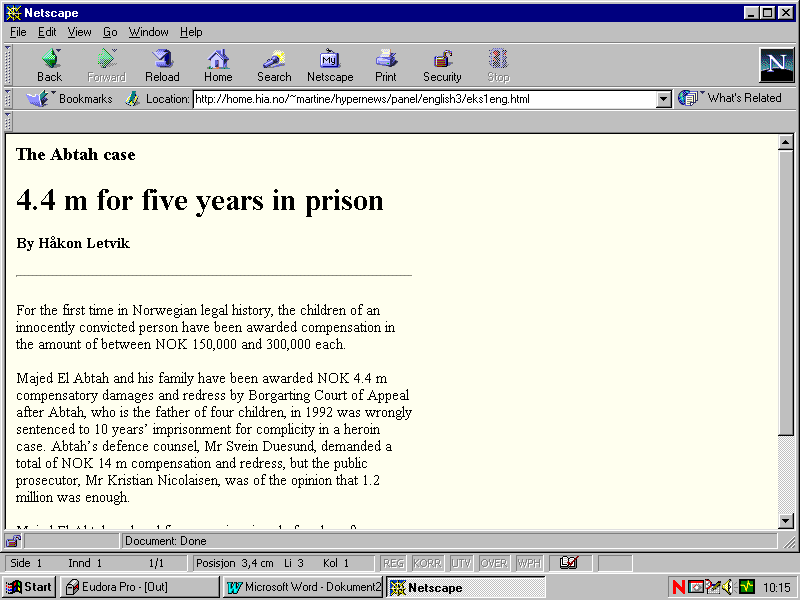 Netscape
File Edit View Go Window Help
My
N
Back Forward Reload Home Search Netscape Print Security Stop
Bookmarks Location: http://home.hia.no/~martine/hypernews/panel/english3/eks1eng.html What's Related
The Abtah case
4.4 m for five years in prison
By Håkon Letvik
For the first time in Norwegian legal history, the children of an
innocently convicted person have been awarded compensation in
the amount of between NOK 150,000 and 300,000 each.
Majed El Abtah and his family have been awarded NOK 4.4 m
compensatory damages and redress by Borgarting Court of Appeal
after Abtah, who is the father of four children, in 1992 was wrongly
sentenced to 10 years’ imprisonment for complicity in a heroin
case. Abtah’s defence counsel, Mr Svein Duesund, demanded a
total of NOK 14 m compensation and redress, but the public
prosecutor, Mr Kristian Nicolaisen, was of the opinion that 1.2
million was enough.
Majed El Abtah
Document: Done
Side 1 Innd 1 1/1 Posisjon 3,4 cm Li 3 Kol 1 REG KORR UTV OVER WPH
Start Eudora Pro - [Out] Microsoft Word - Dokument2 Netscape N 10:15